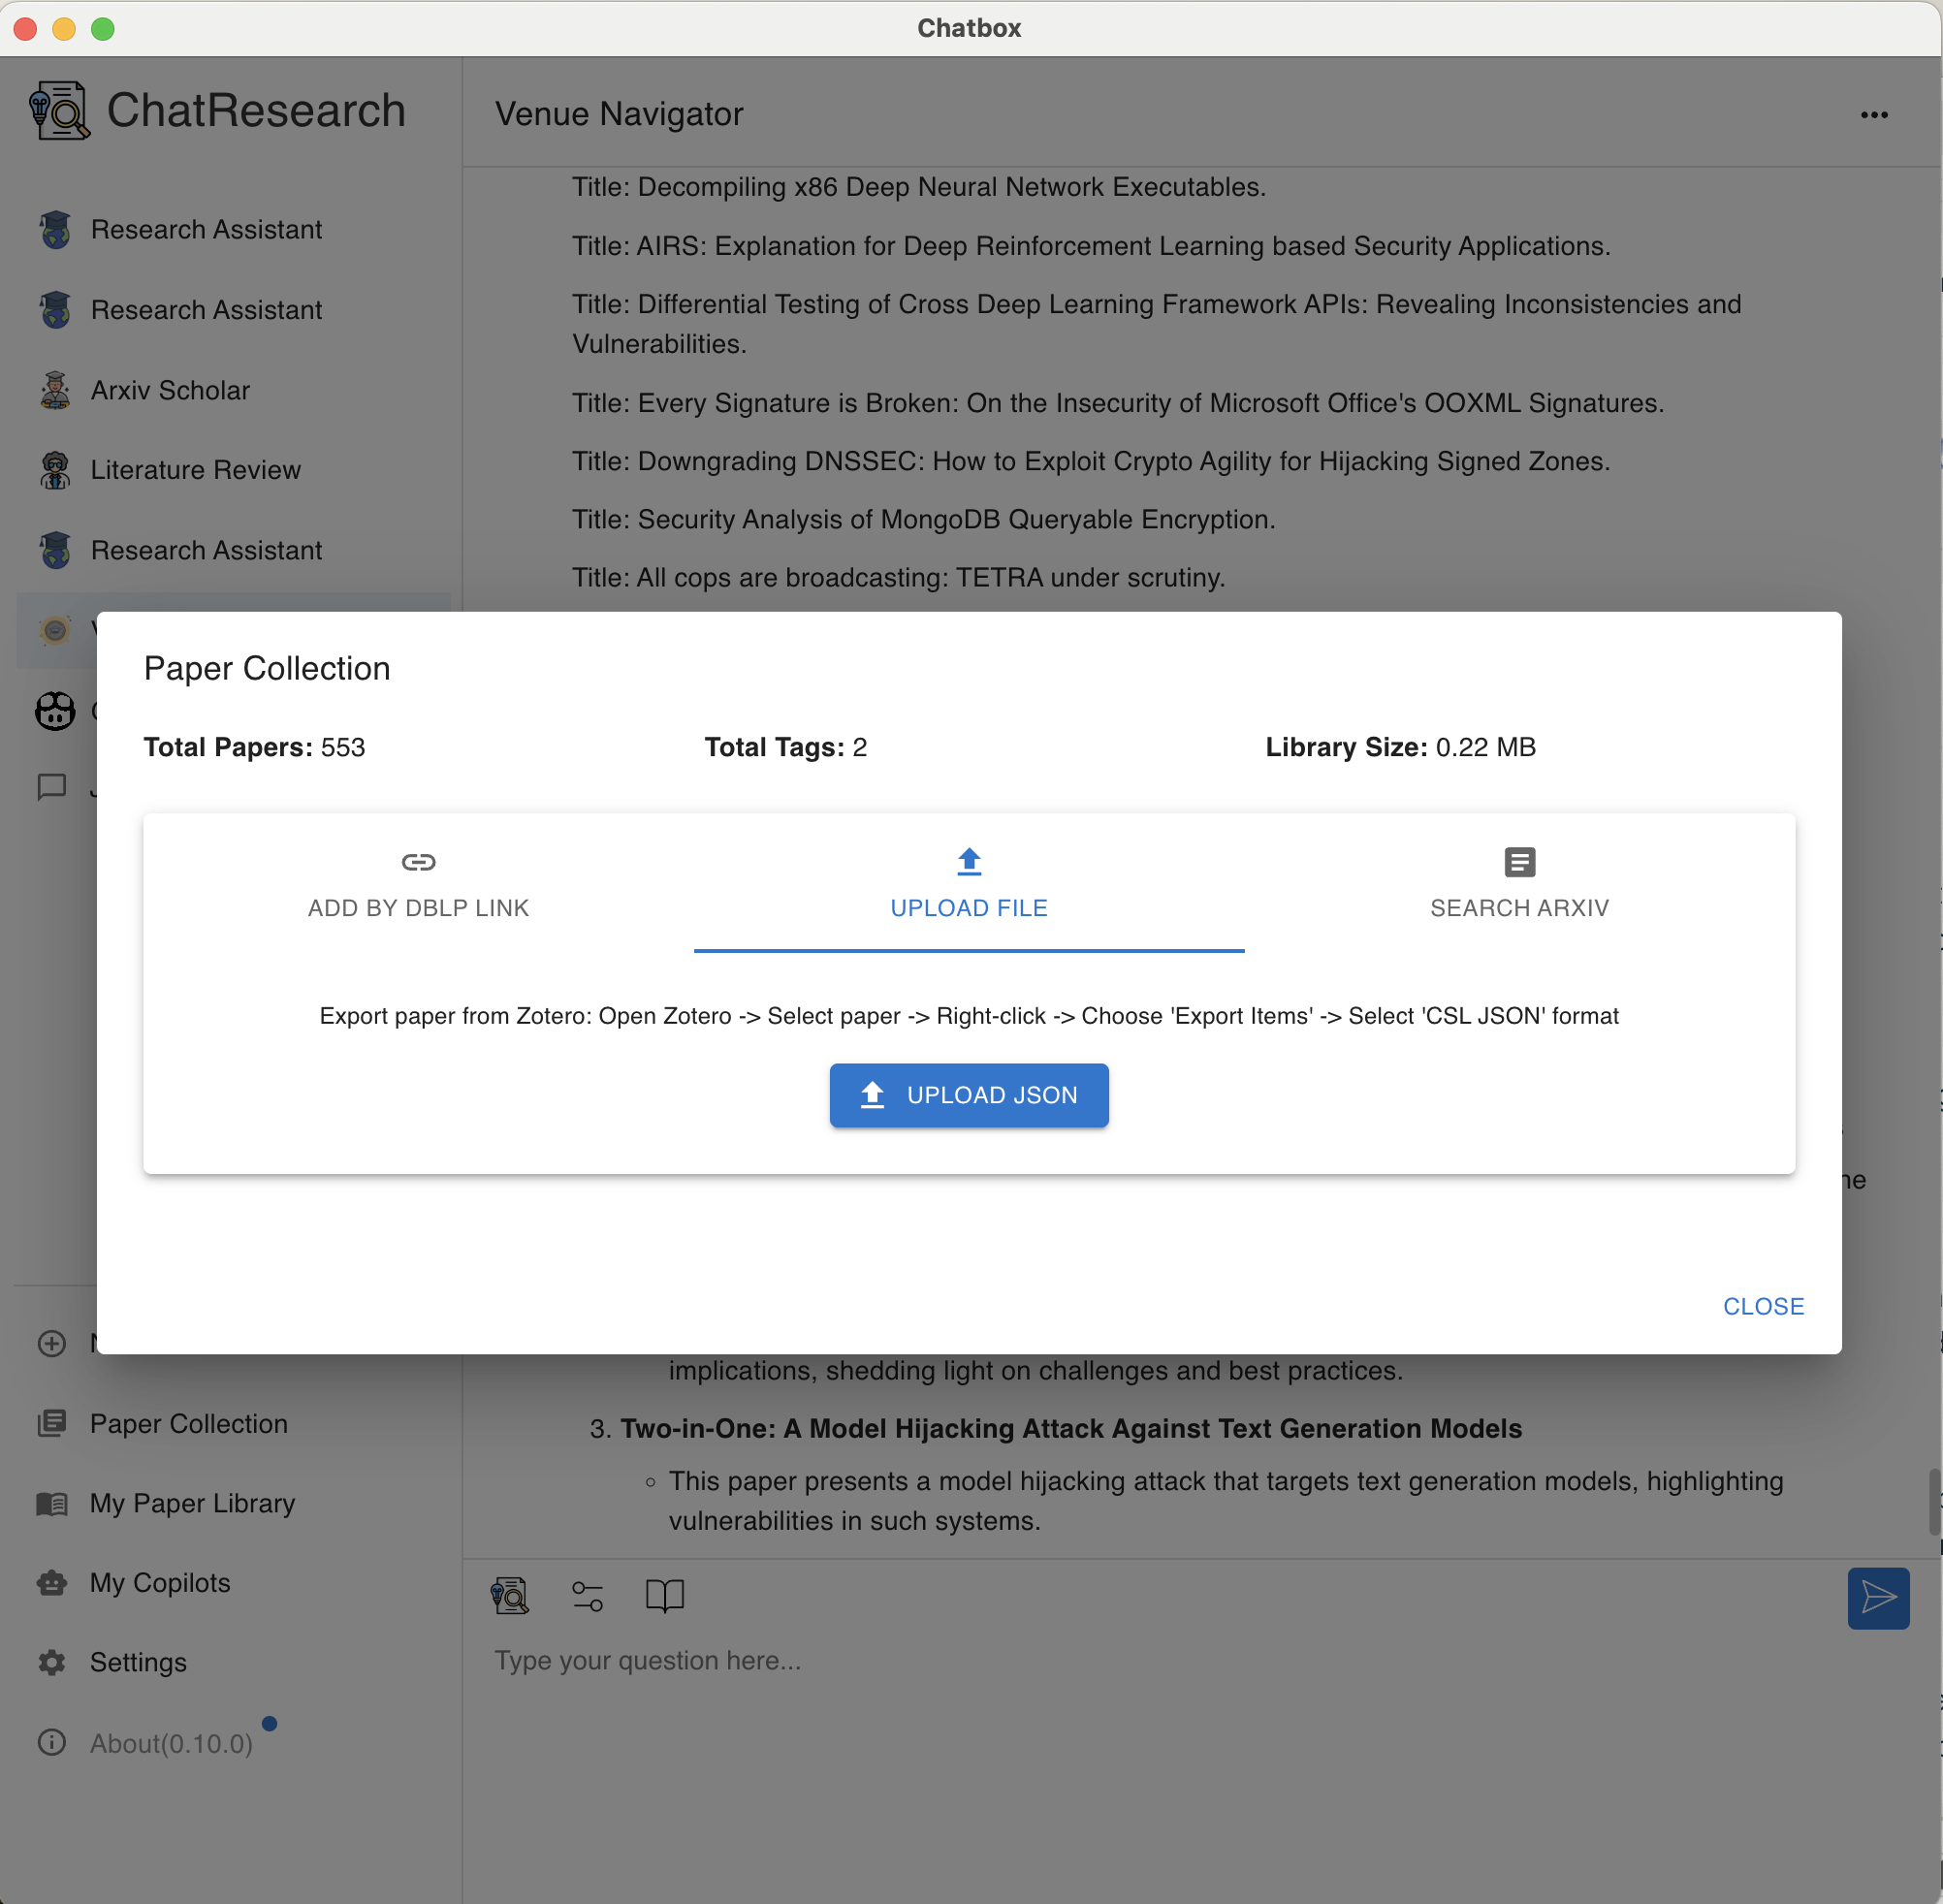 Chatbox
ChatResearch
Research Assistant
Research Assistant
Arxiv Scholar
Literature Review
Research Assistant
Venue Navigator
Title: Decompiling x86 Deep Neural Network Executables.
Title: AIRS: Explanation for Deep Reinforcement Learning based Security Applications.
Title: Differential Testing of Cross Deep Learning Framework APIs: Revealing Inconsistencies and
Vulnerabilities.
Title: Every Signature is Broken: On the Insecurity of Microsoft Office's OOXML Signatures.
Title: Downgrading DNSSEC: How to Exploit Crypto Agility for Hijacking Signed Zones.
Title: Security Analysis of MongoDB Queryable Encryption.
Title: All cops are broadcasting: TETRA under scrutiny.
Paper Collection
Total Papers: 553
Total Tags: 2
Library Size: 0.22 MB
ADD BY DBLP LINK
UPLOAD FILE
SEARCH ARXIV
Export paper from Zotero: Open Zotero -> Select paper -> Right-click -> Choose 'Export Items' -> Select 'CSL JSON' format
UPLOAD JSON
CLOSE
implications, shedding light on challenges and best practices.
3. Two-in-One: A Model Hijacking Attack Against Text Generation Models
◦ This paper presents a model hijacking attack that targets text generation models, highlighting
vulnerabilities in such systems.
Type your question here...
Paper Collection
My Paper Library
My Copilots
Settings
About(0.10.0)